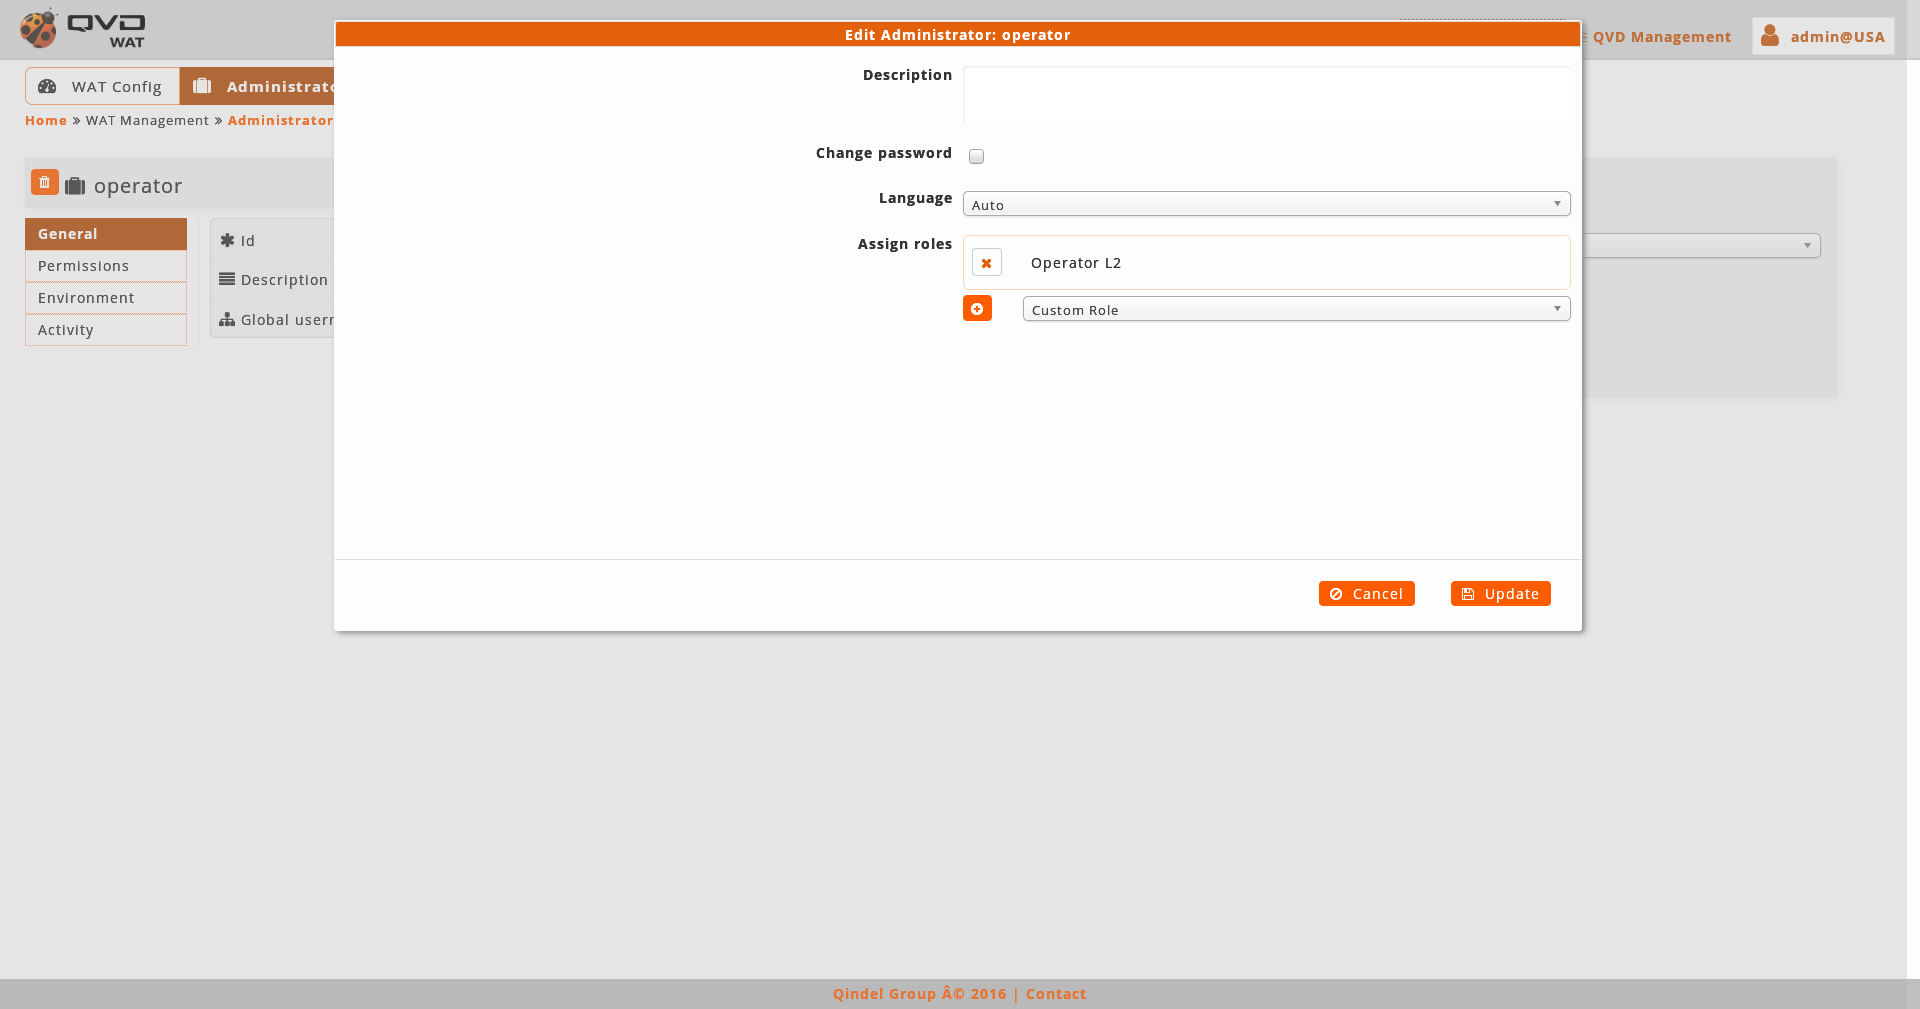 QVD
WAT
QVD Management
admin@USA
WAT Config
Administrato
Home » WAT Management » Administrator
operator
General
Permissions
Environment
Activity
Id
Description
Global usern
Edit Administrator: operator
Description
Change password
Language
Auto
Assign roles
Operator L2
Custom Role
Cancel
Update
Qindel Group Â© 2016 | Contact